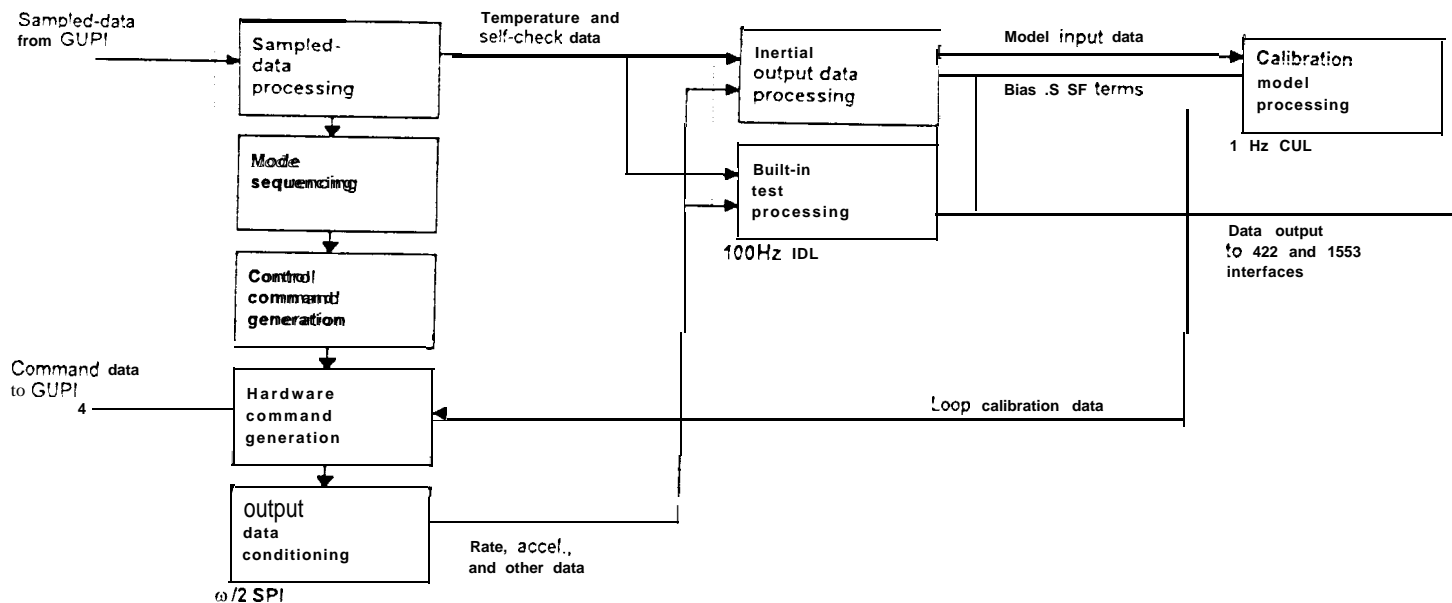 Sampled-data
from GUPI
Sampled-
data
processing
Temperature and
self-check data
Inertial
output data
processing
Model input data
Bias .S SF terms
Calibration
model
processing
1 Hz CUL
Mode
sequencing
Built-in
test
processing
100Hz IDL
Data output
to 422 and 1553
interfaces
Control
command
generation
Command data
to GUPI
4
Hardware
command
generation
Loop calibration data
output
data
conditioning
Rate, accel.,
and other data
ω/2 SPI